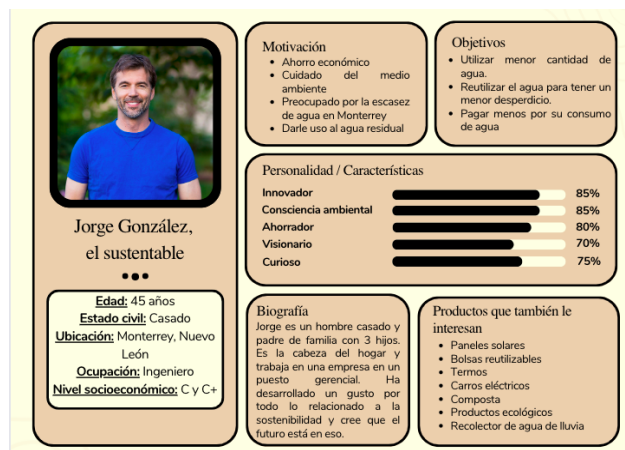 Jorge González,
el sustentable
Edad: 45 años
Estado civil: Casado
Ubicación: Monterrey, Nuevo
León
Ocupación: Ingeniero
Nivel socioeconómico: C y C+
Motivación
• Ahorro económico
• Cuidado del medio
ambiente
• Preocupado por la escasez
de agua en Monterrey
• Darle uso al agua residual
Objetivos
• Utilizar menor cantidad de
agua.
• Reutilizar el agua para tener un
menor desperdicio.
• Pagar menos por su consumo
de agua
Personalidad / Características
Innovador 85%
Consciencia ambiental 85%
Ahorrador 80%
Visionario 70%
Curioso 75%
Biografía
Jorge es un hombre casado y
padre de familia con 3 hijos.
Es la cabeza del hogar y
trabaja en una empresa en un
puesto gerencial. Ha
desarrollado un gusto por
todo lo relacionado a la
sostenibilidad y cree que el
futuro está en eso.
Productos que también le
interesan
• Paneles solares
• Bolsas reutilizables
• Termos
• Carros eléctricos
• Composta
• Productos ecológicos
• Recolector de agua de lluvia